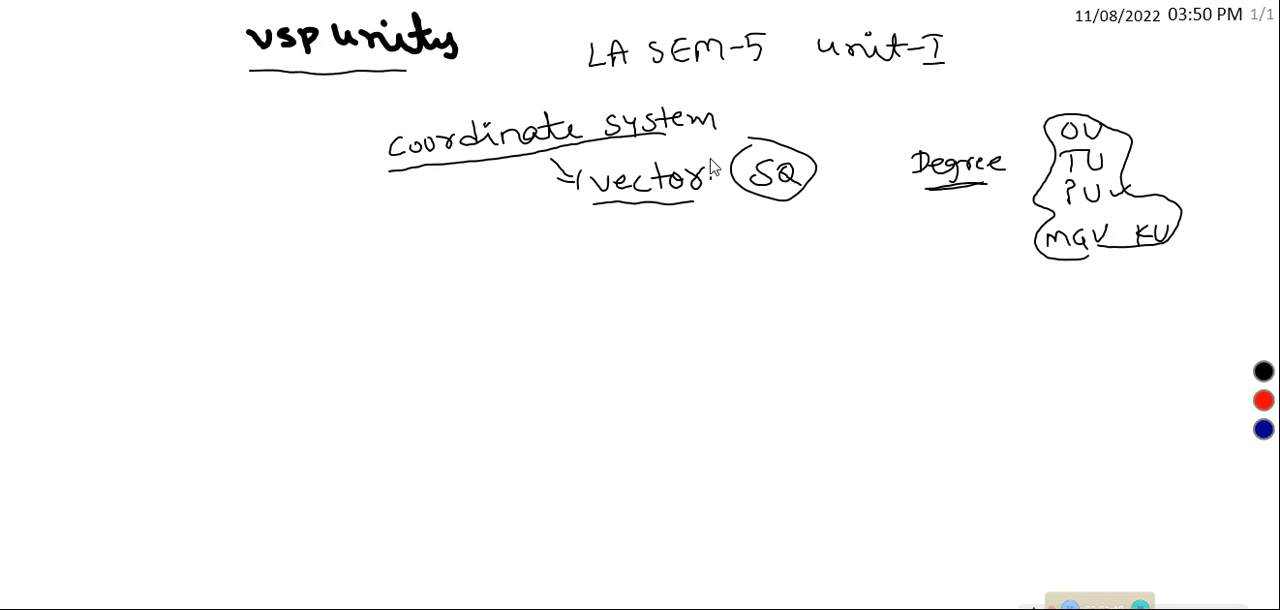 11/08/2022 03:50 PM 1/1
vsp unity
LA SEM-5 unit-I
coordinate system
vector: SQ
Degree
OU
TU
PU
MGU KU